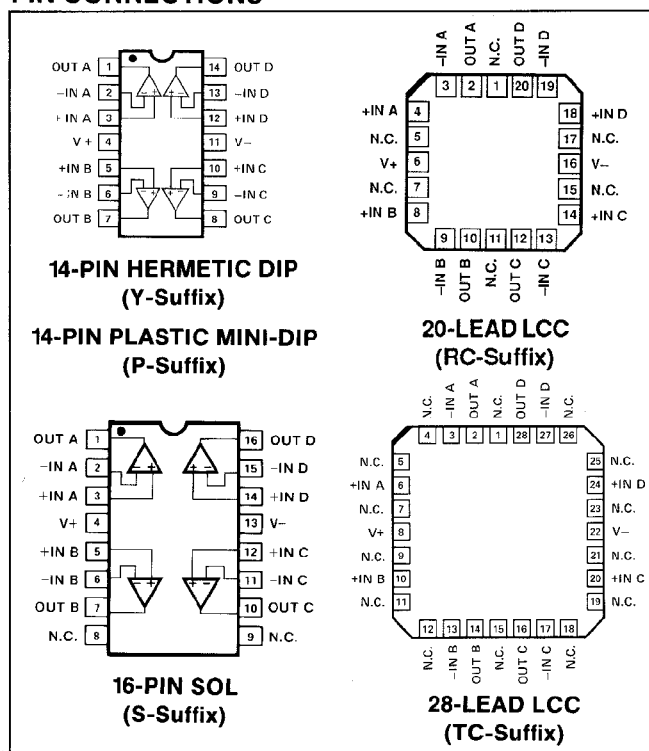 PIN CONNECTIONS
OUT A 1 14 OUT D
−IN A 2 13 −IN D
+IN A 3 12 +IN D
V+ 4 11 V−
+IN B 5 10 +IN C
−IN B 6 9 −IN C
OUT B 7 8 OUT C
14-PIN HERMETIC DIP
(Y-Suffix)
14-PIN PLASTIC MINI-DIP
(P-Suffix)
−IN A OUT A N.C. OUT D −IN D
3 2 1 20 19
+IN A 4 18 +IN D
N.C. 5 17 N.C.
V+ 6 16 V−
N.C. 7 15 N.C.
+IN B 8 14 +IN C
9 10 11 12 13
−IN B OUT B N.C. OUT C −IN C
20-LEAD LCC
(RC-Suffix)
OUT A 1 16 OUT D
−IN A 2 15 −IN D
+IN A 3 14 +IN D
V+ 4 13 V−
+IN B 5 12 +IN C
−IN B 6 11 −IN C
OUT B 7 10 OUT C
N.C. 8 9 N.C.
16-PIN SOL
(S-Suffix)
N.C. −IN A OUT A N.C. OUT D −IN D N.C.
4 3 2 1 28 27 26
N.C. 5 25 N.C.
+IN A 6 24 +IN D
N.C. 7 23 N.C.
V+ 8 22 V−
N.C. 9 21 N.C.
+IN B 10 20 +IN C
N.C. 11 19 N.C.
12 13 14 15 16 17 18
N.C. −IN B OUT B N.C. OUT C −IN C N.C.
28-LEAD LCC
(TC-Suffix)